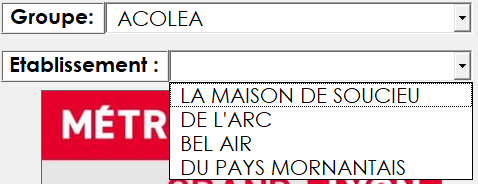 Groupe: ACOLEA
Etablissement :
LA MAISON DE SOUCIEU
DE L'ARC
BEL AIR
DU PAYS MORNANTAIS
MÉTR